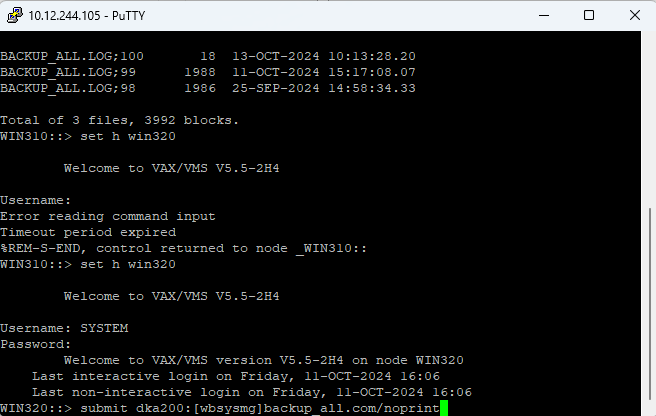 10.12.244.105 - PuTTY
BACKUP_ALL.LOG;100 18 13-OCT-2024 10:13:28.20
BACKUP_ALL.LOG;99 1988 11-OCT-2024 15:17:08.07
BACKUP_ALL.LOG;98 1986 25-SEP-2024 14:58:34.33
Total of 3 files, 3992 blocks.
WIN310::> set h win320
Welcome to VAX/VMS V5.5-2H4
Username:
Error reading command input
Timeout period expired
%REM-S-END, control returned to node _WIN310::
WIN310::> set h win320
Welcome to VAX/VMS V5.5-2H4
Username: SYSTEM
Password:
Welcome to VAX/VMS version V5.5-2H4 on node WIN320
Last interactive login on Friday, 11-OCT-2024 16:06
Last non-interactive login on Friday, 11-OCT-2024 16:06
WIN320::> submit dka200:[wbsysmg]backup_all.com/noprint